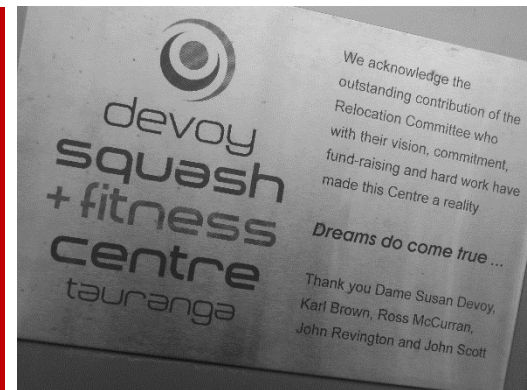 devoy
squash
+ fitness
centre
tauranga
We acknowledge the
outstanding contribution of the
Relocation Committee who
with their vision, commitment,
fund-raising and hard work have
made this Centre a reality
Dreams do come true ...
Thank you Dame Susan Devoy,
Karl Brown, Ross McCurran,
John Revington and John Scott